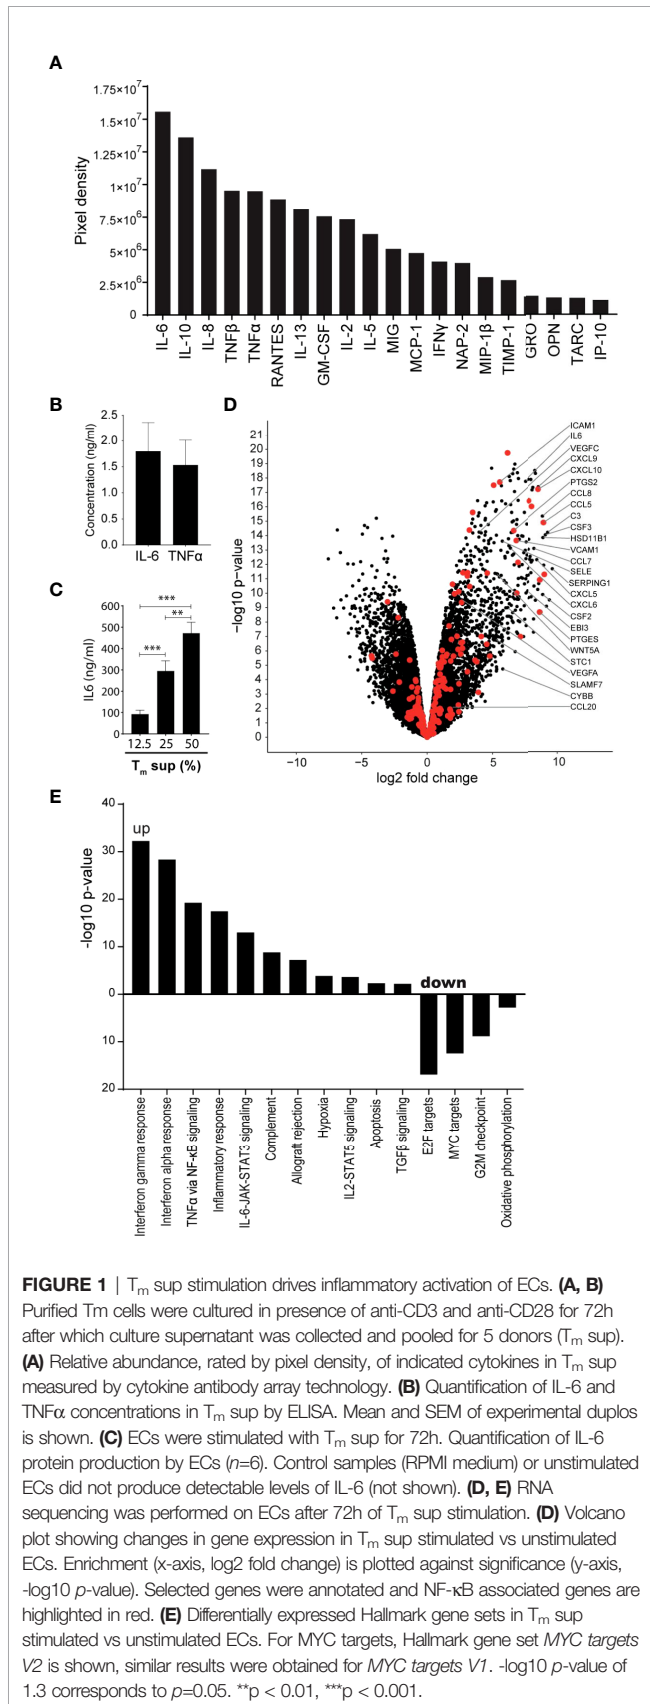 A
Pixel density
1.75×10⁷
1.5×10⁷
1.25×10⁷
1×10⁷
7.5×10⁶
5×10⁶
2.5×10⁶
0
IL-6
IL-10
IL-8
TNFβ
TNFα
RANTES
IL-13
GM-CSF
IL-2
IL-5
MIG
MCP-1
IFNγ
NAP-2
MIP-1β
TIMP-1
GRO
OPN
TARC
IP-10
B
Concentration (ng/ml)
2.5
2.0
1.5
1.0
0.5
0.0
IL-6 TNFα
C
IL6 (ng/ml)
600
500
400
300
200
100
0
***
**
***
12.5 25 50
Tₘ sup (%)
D
−log10 p−value
21
20
19
18
17
16
15
14
13
12
11
10
9
8
7
6
5
4
3
2
1
0
−10 −5 0 5 10
log2 fold change
ICAM1
IL6
VEGFC
CXCL9
CXCL10
PTGS2
CCL8
CCL5
C3
CSF3
HSD11B1
VCAM1
CCL7
SELE
SERPING1
CXCL5
CXCL6
CSF2
EBI3
PTGES
WNT5A
STC1
VEGFA
SLAMF7
CYBB
CCL20
E
-log10 p-value
40
30
20
10
0
10
20
up
down
Interferon gamma response
Interferon alpha response
TNFα via NF-κB signaling
Inflammatory response
IL-6-JAK-STAT3 signaling
Complement
Allograft rejection
Hypoxia
IL2-STAT5 signaling
Apoptosis
TGFβ signaling
E2F targets
MYC targets
G2M checkpoint
Oxidative phosphorylation
FIGURE 1 | Tₘ sup stimulation drives inflammatory activation of ECs. (A, B)
Purified Tm cells were cultured in presence of anti-CD3 and anti-CD28 for 72h
after which culture supernatant was collected and pooled for 5 donors (Tₘ sup).
(A) Relative abundance, rated by pixel density, of indicated cytokines in Tₘ sup
measured by cytokine antibody array technology. (B) Quantification of IL-6 and
TNFα concentrations in Tₘ sup by ELISA. Mean and SEM of experimental duplos
is shown. (C) ECs were stimulated with Tₘ sup for 72h. Quantification of IL-6
protein production by ECs (n=6). Control samples (RPMI medium) or unstimulated
ECs did not produce detectable levels of IL-6 (not shown). (D, E) RNA
sequencing was performed on ECs after 72h of Tₘ sup stimulation. (D) Volcano
plot showing changes in gene expression in Tₘ sup stimulated vs unstimulated
ECs. Enrichment (x-axis, log2 fold change) is plotted against significance (y-axis,
-log10 p-value). Selected genes were annotated and NF-κB associated genes are
highlighted in red. (E) Differentially expressed Hallmark gene sets in Tₘ sup
stimulated vs unstimulated ECs. For MYC targets, Hallmark gene set MYC targets
V2 is shown, similar results were obtained for MYC targets V1. -log10 p-value of
1.3 corresponds to p=0.05. **p < 0.01, ***p < 0.001.